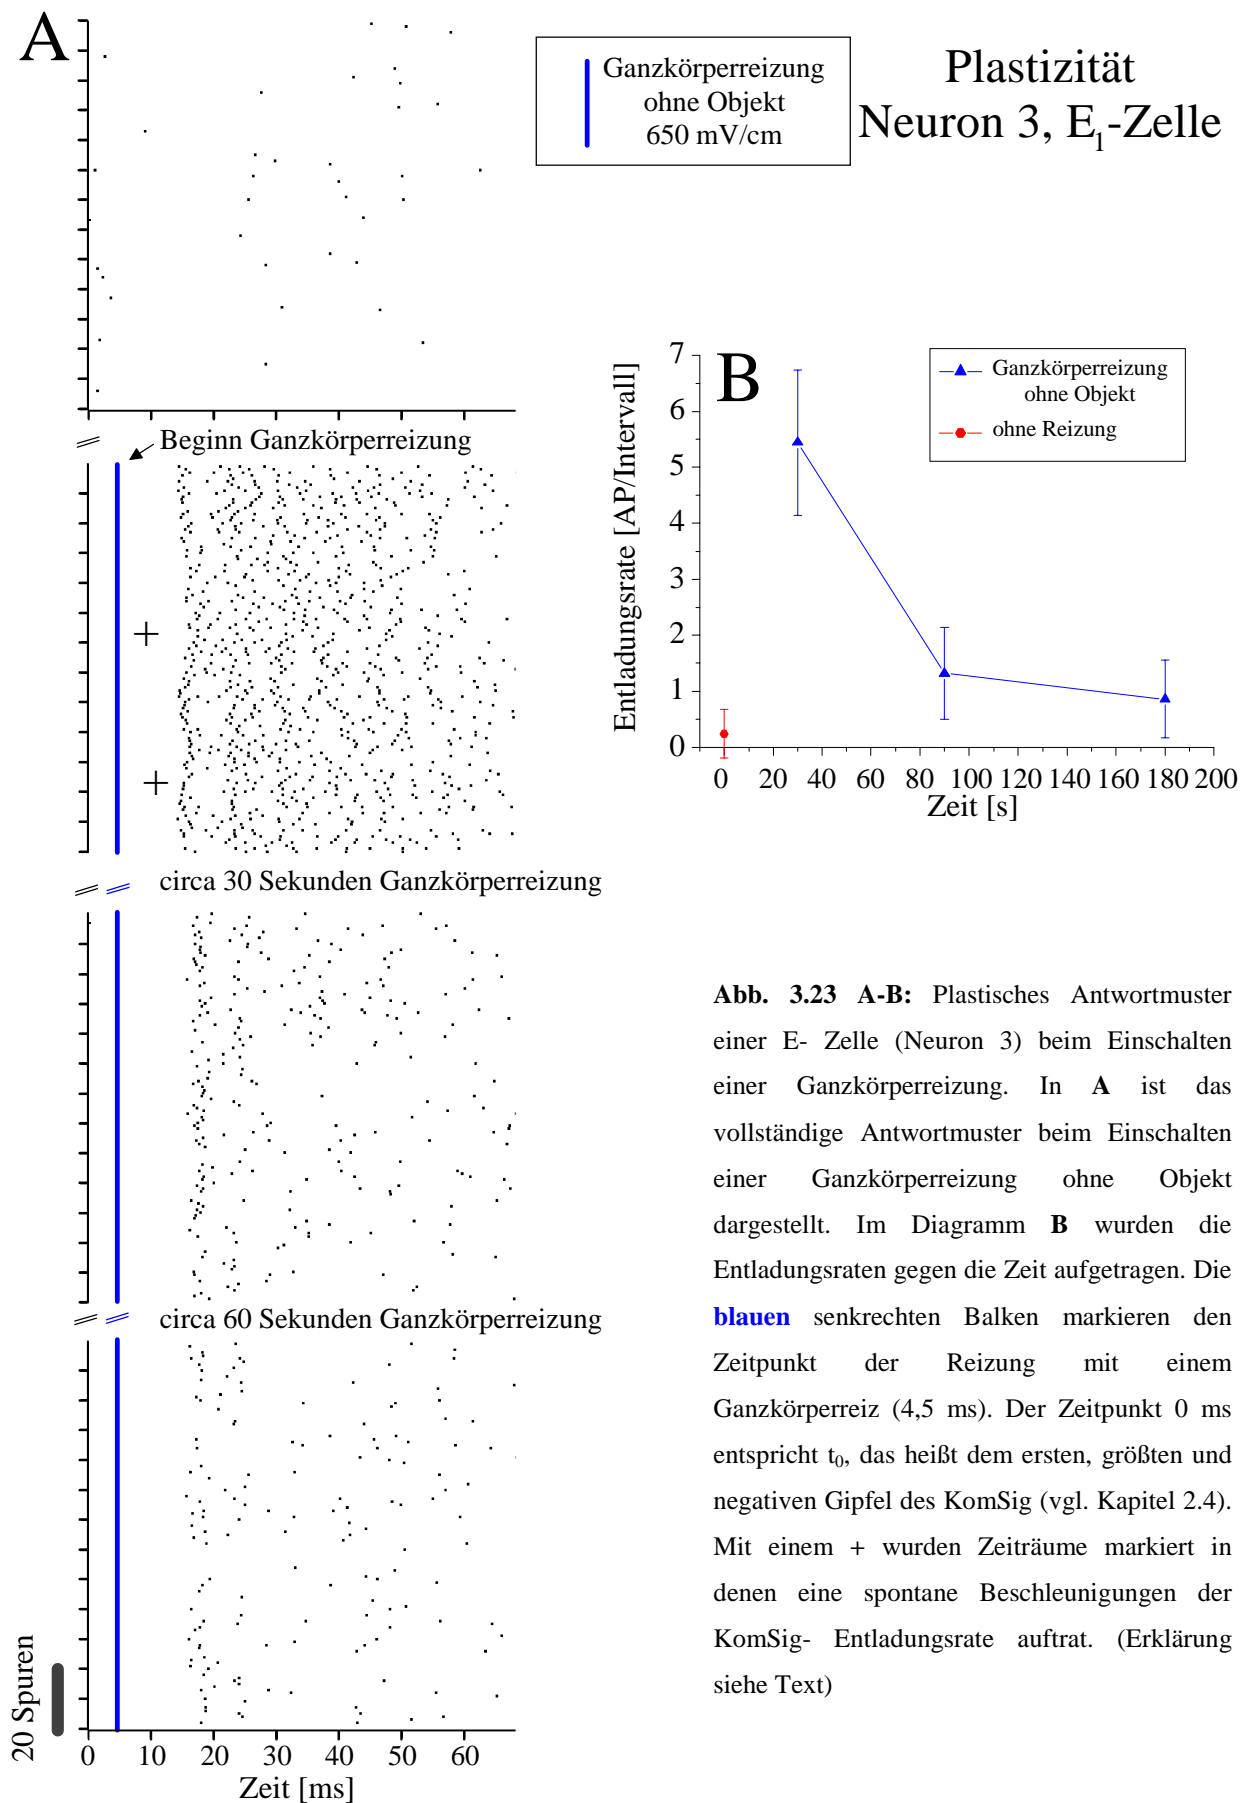 A
Ganzkörperreizung
ohne Objekt
650 mV/cm
Plastizität
Neuron 3, E₁-Zelle
Beginn Ganzkörperreizung
circa 30 Sekunden Ganzkörperreizung
circa 60 Sekunden Ganzkörperreizung
20 Spuren
0 10 20 30 40 50 60
Zeit [ms]
B
Entladungsrate [AP/Intervall]
7
6
5
4
3
2
1
0
0 20 40 60 80 100 120 140 160 180 200
Zeit [s]
Ganzkörperreizung
ohne Objekt
ohne Reizung
Abb. 3.23 A-B: Plastisches Antwortmuster
einer E- Zelle (Neuron 3) beim Einschalten
einer Ganzkörperreizung. In A ist das
vollständige Antwortmuster beim Einschalten
einer Ganzkörperreizung ohne Objekt
dargestellt. Im Diagramm B wurden die
Entladungsraten gegen die Zeit aufgetragen. Die
blauen senkrechten Balken markieren den
Zeitpunkt der Reizung mit einem
Ganzkörperreiz (4,5 ms). Der Zeitpunkt 0 ms
entspricht t₀, das heißt dem ersten, größten und
negativen Gipfel des KomSig (vgl. Kapitel 2.4).
Mit einem + wurden Zeiträume markiert in
denen eine spontane Beschleunigungen der
KomSig- Entladungsrate auftrat. (Erklärung
siehe Text)